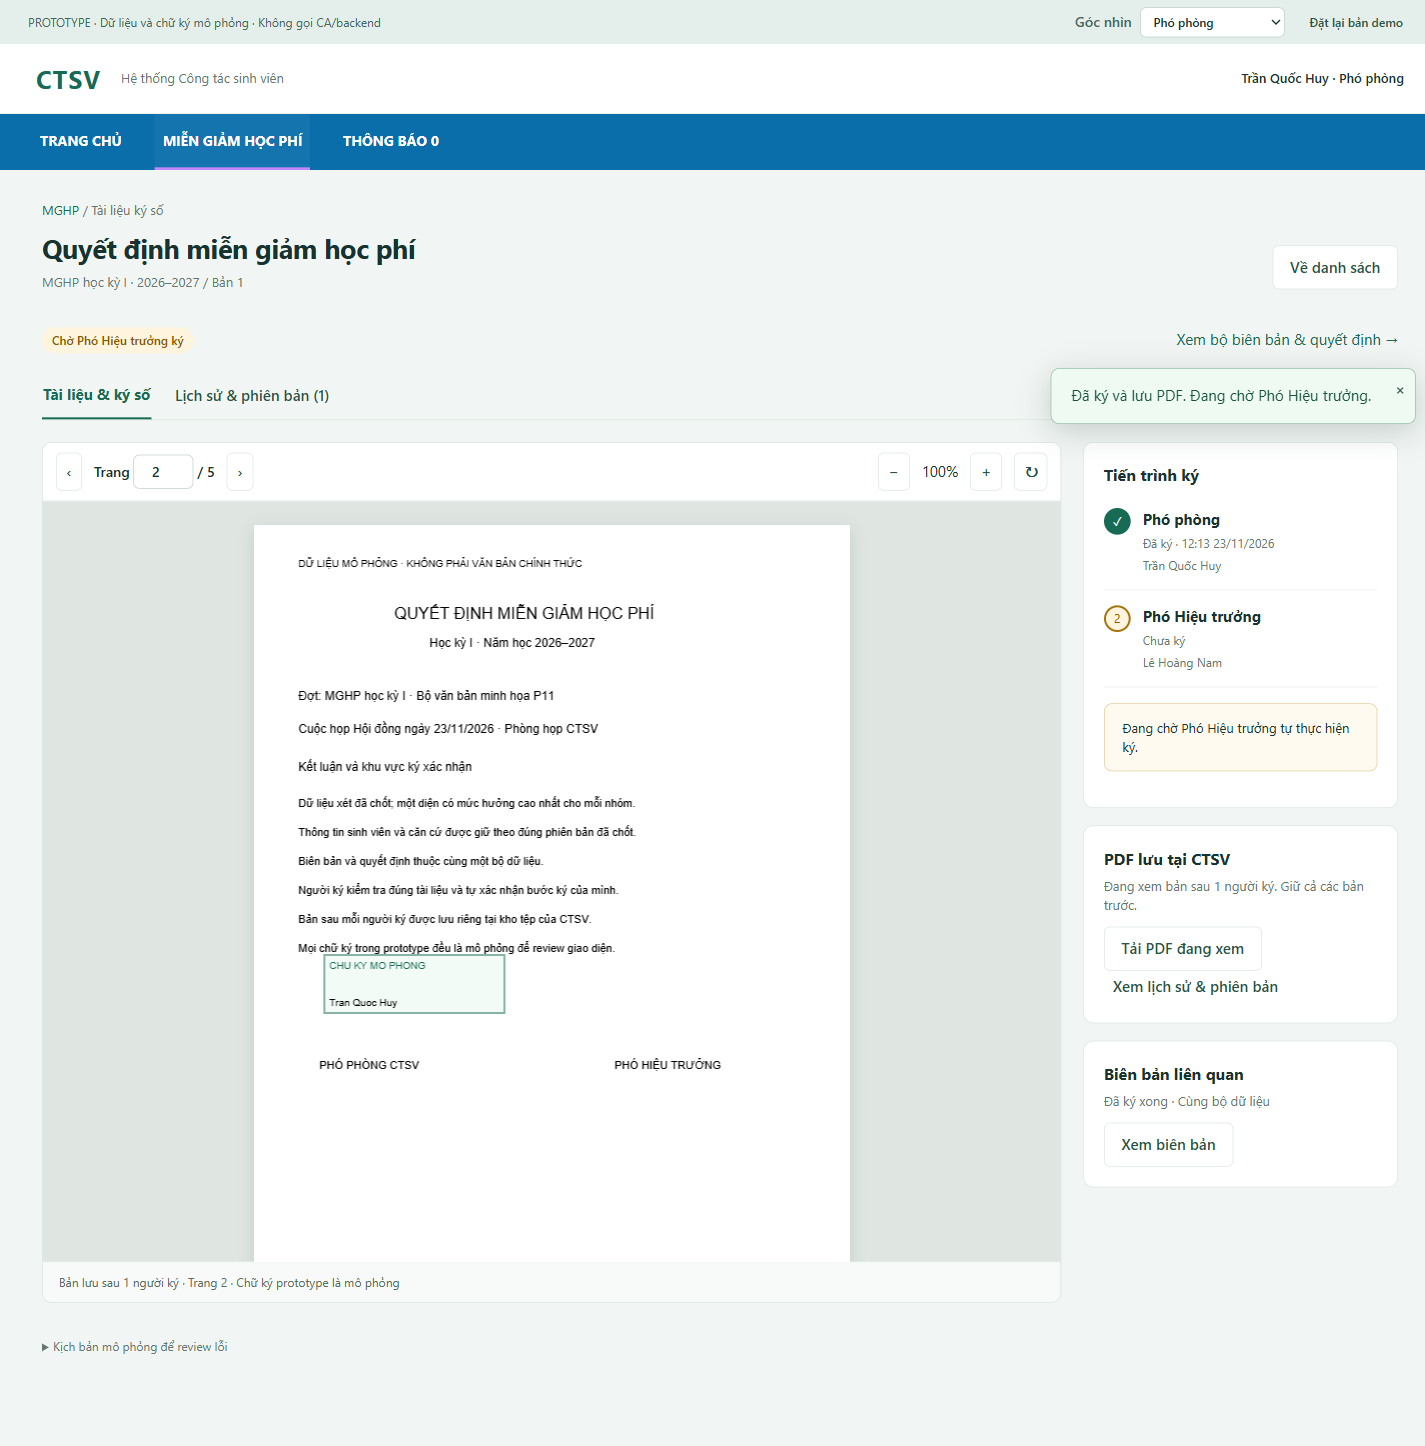 PROTOTYPE · Dữ liệu và chữ ký mô phỏng · Không gọi CA/backend
Góc nhìn
Phó phòng
Đặt lại bản demo
CTSV
Hệ thống Công tác sinh viên
Trần Quốc Huy · Phó phòng
TRANG CHỦ
MIỄN GIẢM HỌC PHÍ
THÔNG BÁO 0
MGHP / Tài liệu ký số
Quyết định miễn giảm học phí
MGHP học kỳ I · 2026–2027 / Bản 1
Về danh sách
Chờ Phó Hiệu trưởng ký
Xem bộ biên bản & quyết định →
Tài liệu & ký số
Lịch sử & phiên bản (1)
Đã ký và lưu PDF. Đang chờ Phó Hiệu trưởng.
×
‹
Trang
2
/ 5
›
−
100%
+
↻
DỮ LIỆU MÔ PHỎNG · KHÔNG PHẢI VĂN BẢN CHÍNH THỨC
QUYẾT ĐỊNH MIỄN GIẢM HỌC PHÍ
Học kỳ I · Năm học 2026–2027
Đợt: MGHP học kỳ I · Bộ văn bản minh họa P11
Cuộc họp Hội đồng ngày 23/11/2026 · Phòng họp CTSV
Kết luận và khu vực ký xác nhận
Dữ liệu xét đã chốt; một diện có mức hưởng cao nhất cho mỗi nhóm.
Thông tin sinh viên và căn cứ được giữ theo đúng phiên bản đã chốt.
Biên bản và quyết định thuộc cùng một bộ dữ liệu.
Người ký kiểm tra đúng tài liệu và tự xác nhận bước ký của mình.
Bản sau mỗi người ký được lưu riêng tại kho tệp của CTSV.
Mọi chữ ký trong prototype đều là mô phỏng để review giao diện.
CHU KY MO PHONG
Tran Quoc Huy
PHÓ PHÒNG CTSV
PHÓ HIỆU TRƯỞNG
Bản lưu sau 1 người ký · Trang 2 · Chữ ký prototype là mô phỏng
Tiến trình ký
✓
Phó phòng
Đã ký · 12:13 23/11/2026
Trần Quốc Huy
2
Phó Hiệu trưởng
Chưa ký
Lê Hoàng Nam
Đang chờ Phó Hiệu trưởng tự thực hiện
ký.
PDF lưu tại CTSV
Đang xem bản sau 1 người ký. Giữ cả các bản
trước.
Tải PDF đang xem
Xem lịch sử & phiên bản
Biên bản liên quan
Đã ký xong · Cùng bộ dữ liệu
Xem biên bản
▶ Kịch bản mô phỏng để review lỗi